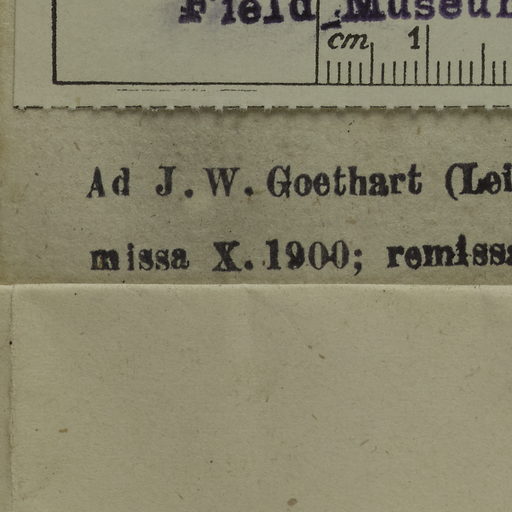 Field Museum
cm 1
Ad J. W. Goethart (Lei
missa X. 1900; remissa